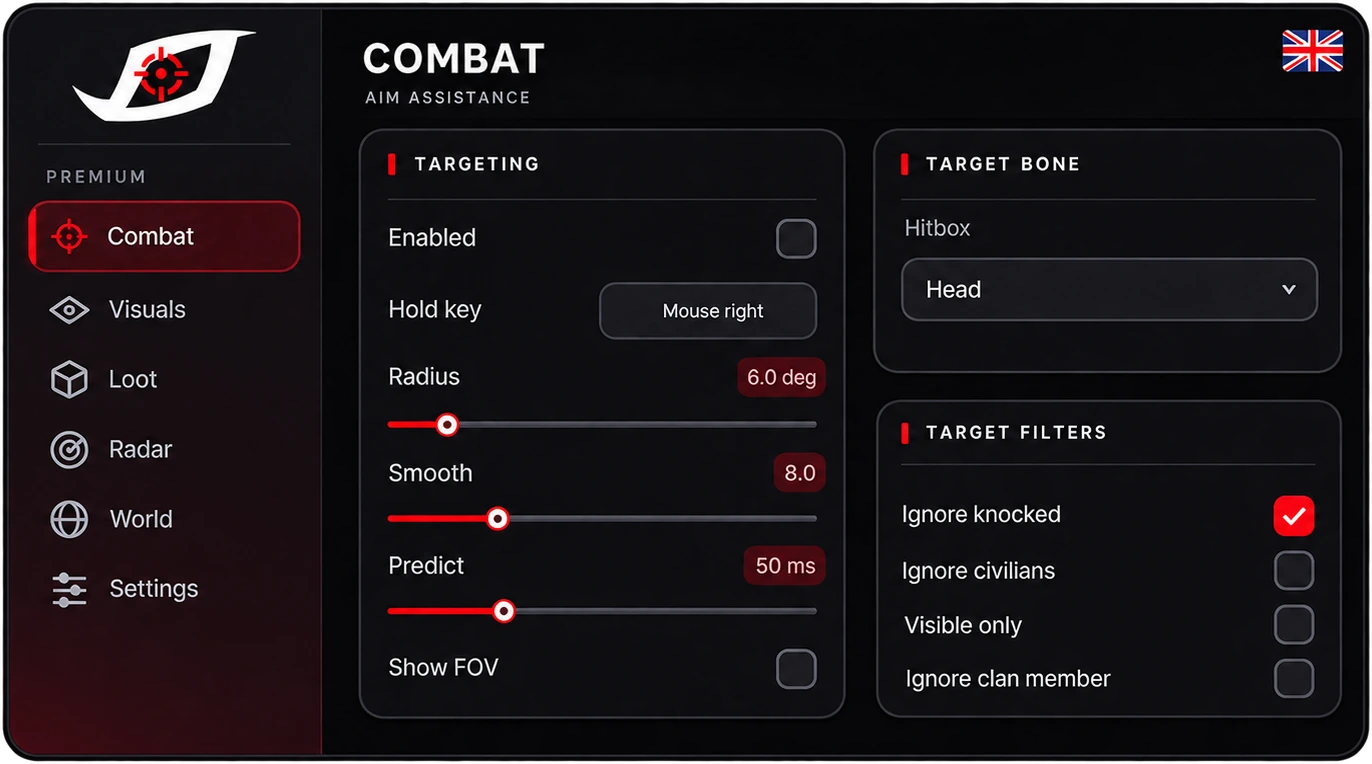 COMBAT
AIM ASSISTANCE
PREMIUM
Combat
Visuals
Loot
Radar
World
Settings
TARGETING
Enabled
Hold key Mouse right
Radius 6.0 deg
Smooth 8.0
Predict 50 ms
Show FOV
TARGET BONE
Hitbox
Head
TARGET FILTERS
Ignore knocked
Ignore civilians
Visible only
Ignore clan member